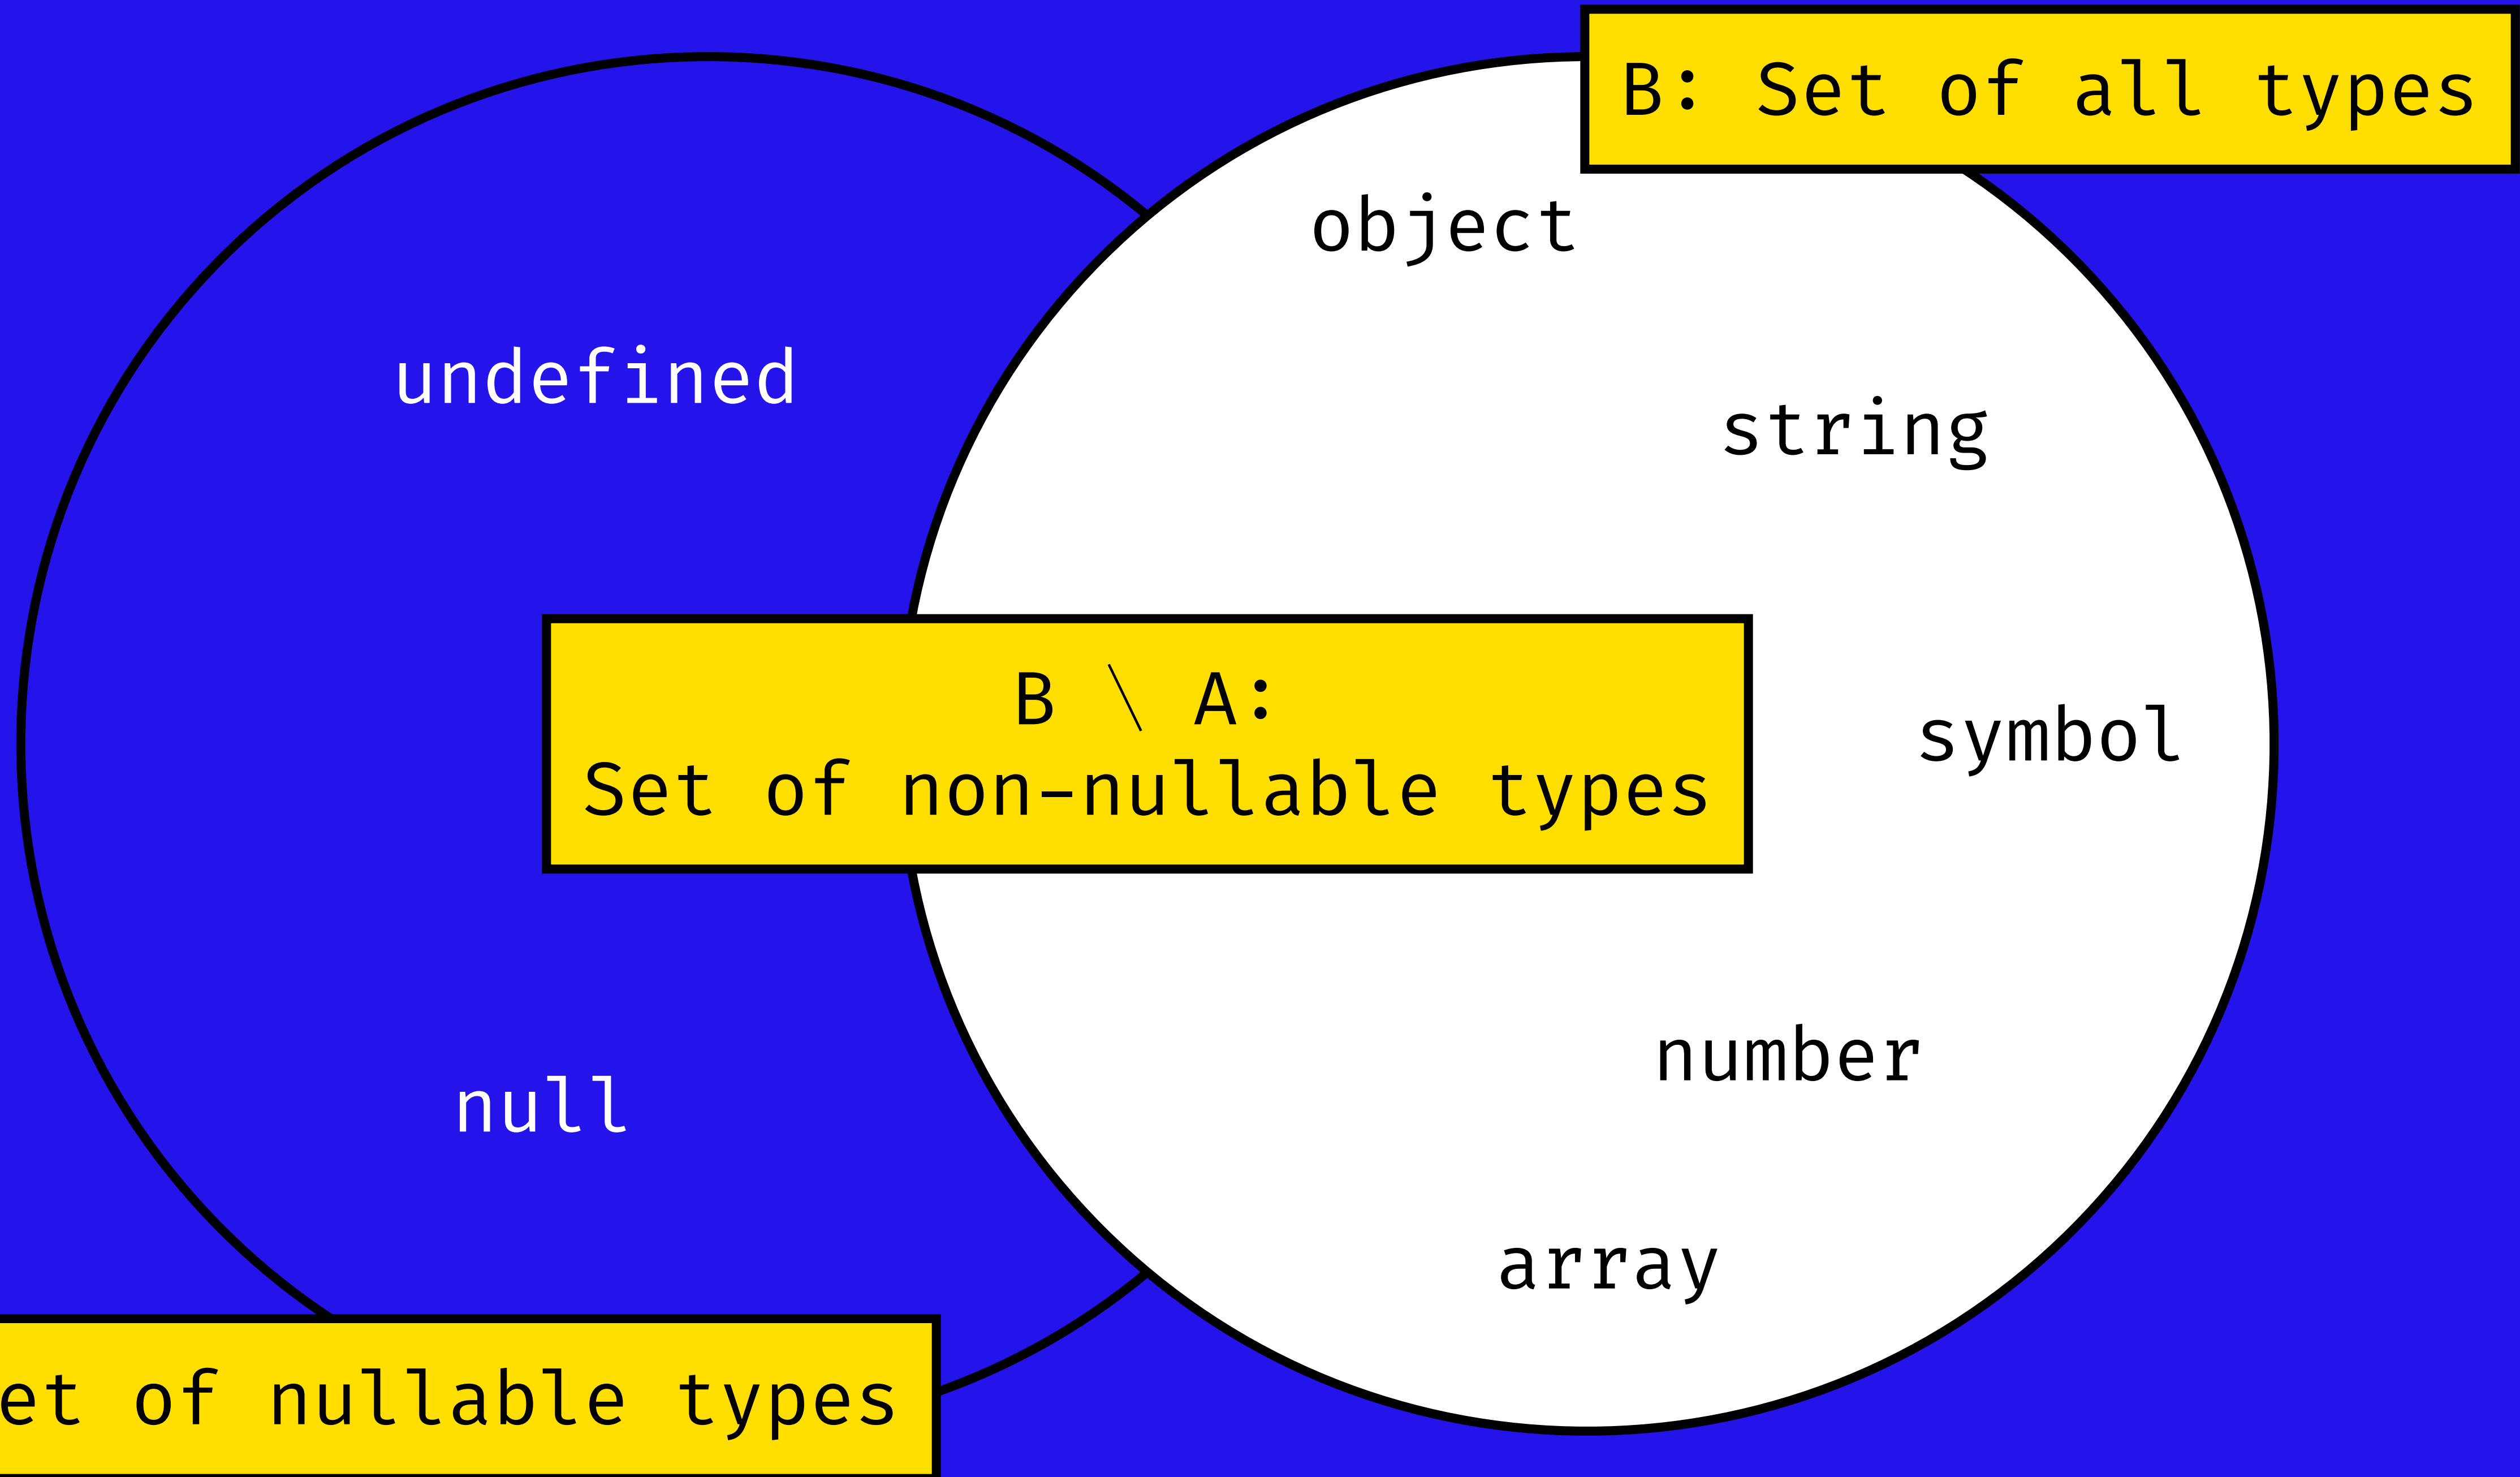 B: Set of all types
object
undefined
string
B \ A:
Set of non-nullable types
symbol
number
null
array
et of nullable types